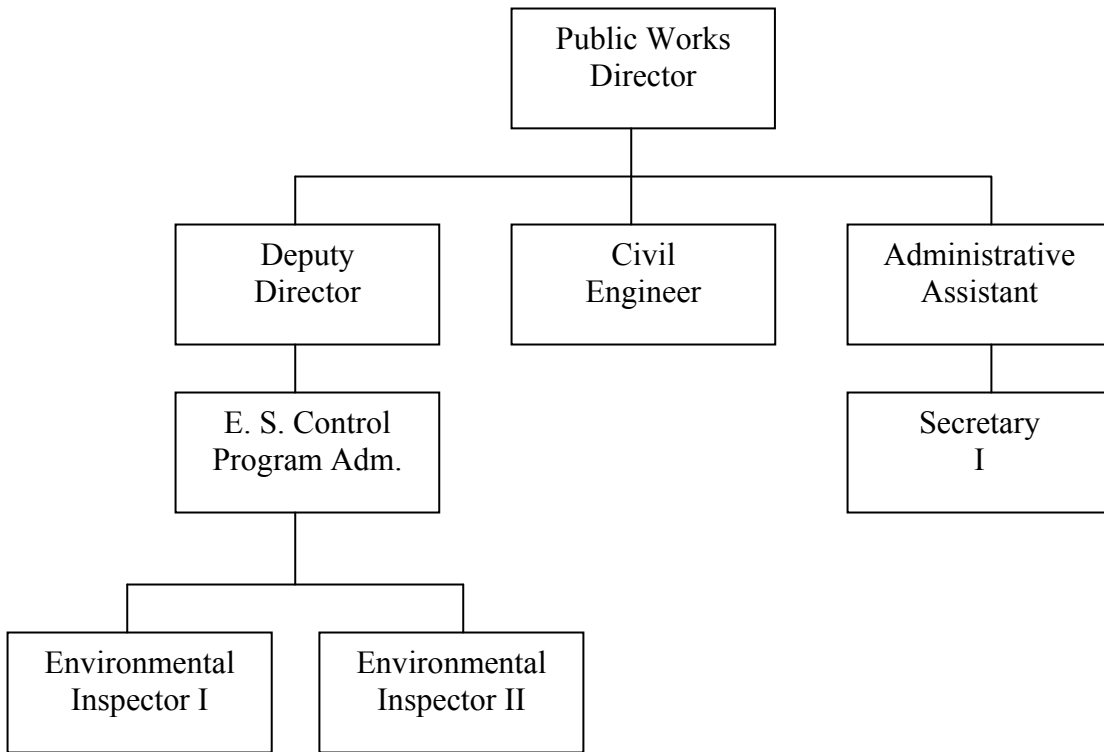 Public Works
Director
Deputy
Director
Civil
Engineer
Administrative
Assistant
E. S. Control
Program Adm.
Secretary
I
Environmental
Inspector I
Environmental
Inspector II